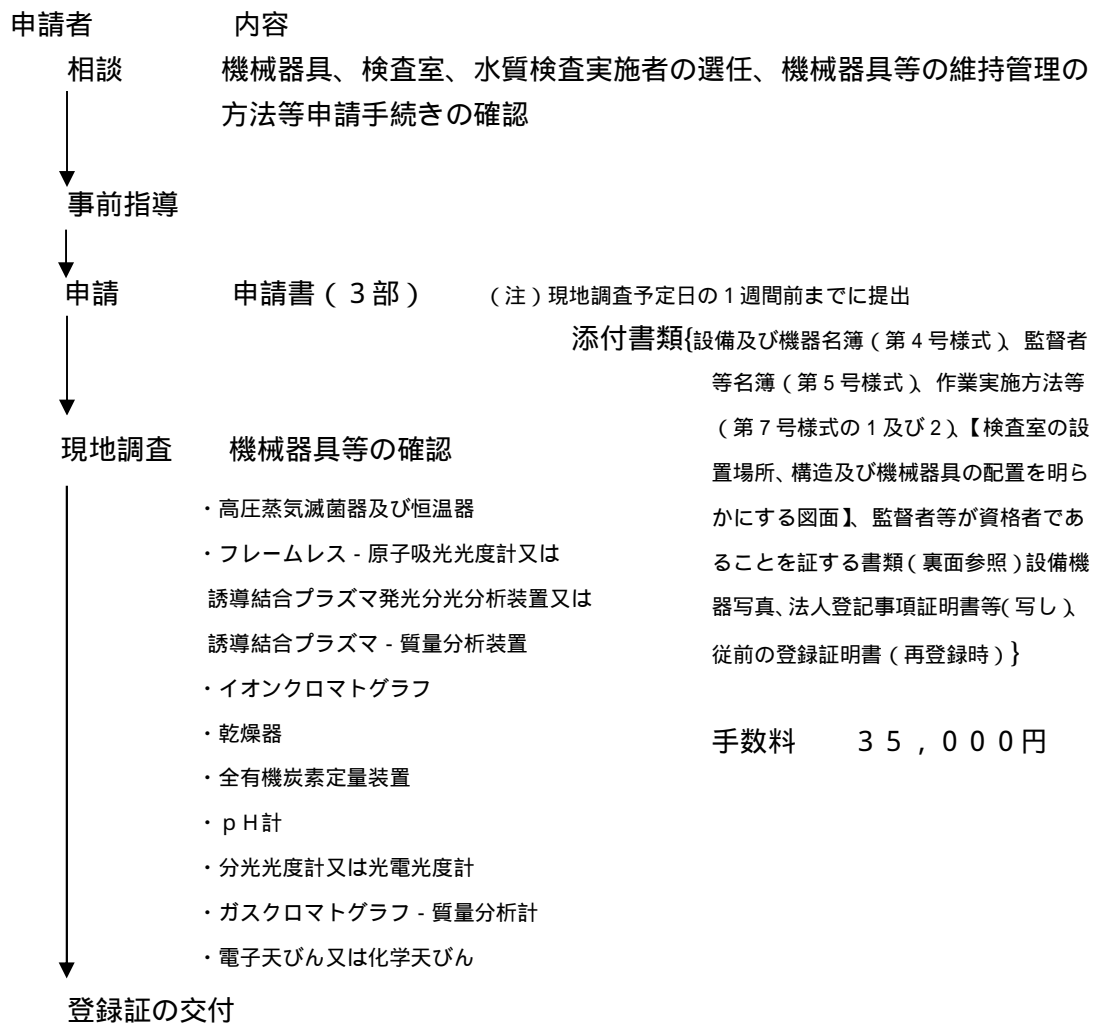 申請者 内容
相談 機械器具、検査室、水質検査実施者の選任、機械器具等の維持管理の
方法等申請手続きの確認
事前指導
申請 申請書(3部) (注)現地調査予定日の1週間前までに提出
添付書類{設備及び機器名簿(第4号様式)、監督者
等名簿(第5号様式)、作業実施方法等
(第7号様式の1及び2)、【検査室の設
置場所、構造及び機械器具の配置を明ら
かにする図面】、監督者等が資格者であ
ることを証する書類(裏面参照)設備機
器写真、法人登記事項証明書等(写し)、
従前の登録証明書(再登録時)}
手数料 35,000円
現地調査 機械器具等の確認
・高圧蒸気滅菌器及び恒温器
・フレームレス-原子吸光光度計又は
誘導結合プラズマ発光分光分析装置又は
誘導結合プラズマ-質量分析装置
・イオンクロマトグラフ
・乾燥器
・全有機炭素定量装置
・pH計
・分光光度計又は光電光度計
・ガスクロマトグラフ-質量分析計
・電子天びん又は化学天びん
登録証の交付